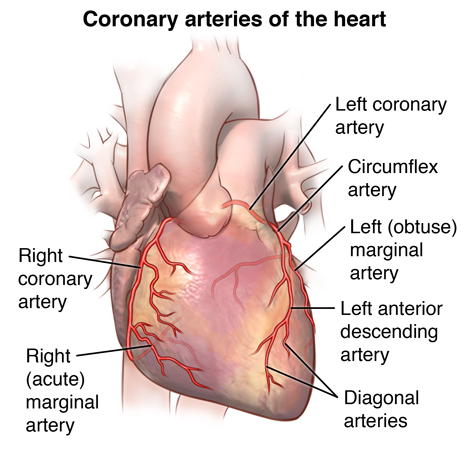 Coronary arteries of the heart
Left coronary
artery
Circumflex
artery
Left (obtuse)
marginal
artery
Right
coronary
artery
Left anterior
descending
artery
Right
(acute)
marginal
artery
Diagonal
arteries